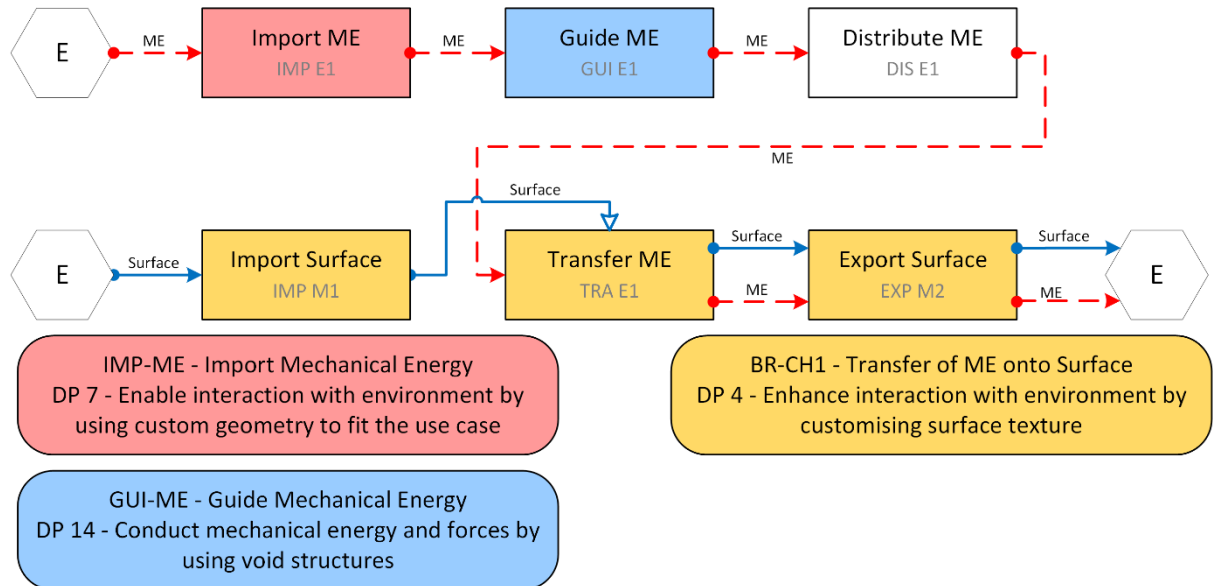 E
ME
Import ME
IMP E1
ME
Guide ME
GUI E1
ME
Distribute ME
DIS E1
ME
Surface
E
Surface
Import Surface
IMP M1
Transfer ME
TRA E1
Surface
ME
Export Surface
EXP M2
Surface
ME
E
IMP-ME - Import Mechanical Energy
DP 7 - Enable interaction with environment by
using custom geometry to fit the use case
BR-CH1 - Transfer of ME onto Surface
DP 4 - Enhance interaction with environment by
customising surface texture
GUI-ME - Guide Mechanical Energy
DP 14 - Conduct mechanical energy and forces by
using void structures